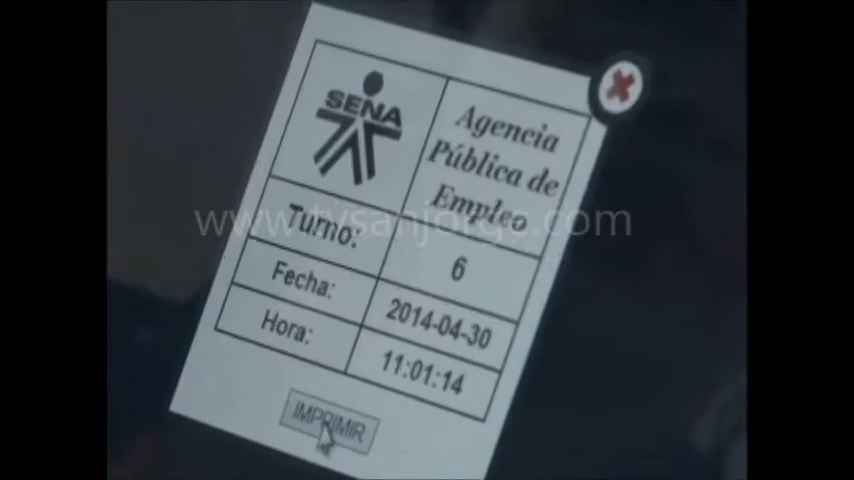 SENA
Agencia
Pública de
Empleo
www.tvsanjorge.com
Turno:
6
Fecha:
2014-04-30
Hora:
11:01:14
IMPRIMIR